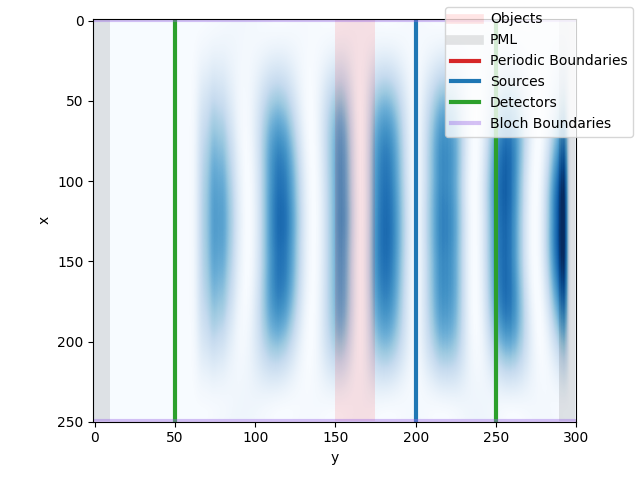 Objects
PML
Periodic Boundaries
Sources
Detectors
Bloch Boundaries
0
50
100
150
200
250
x
0
50
100
150
200
250
300
y